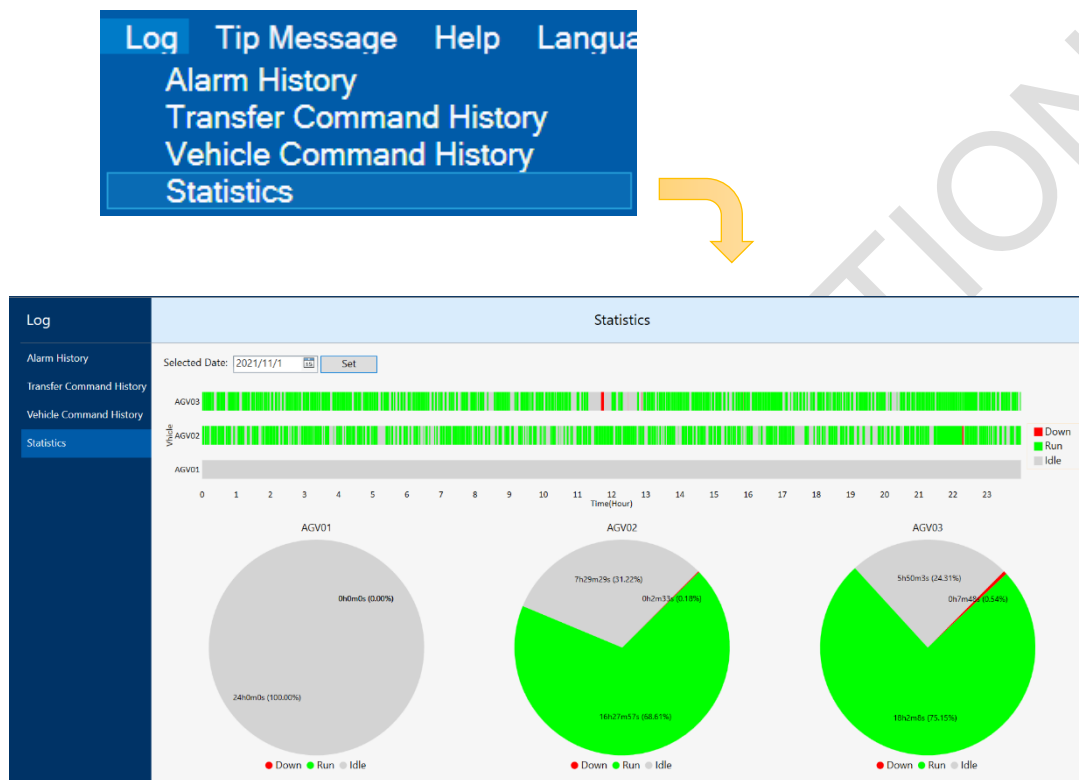 Log Tip Message Help Langua
Alarm History
Transfer Command History
Vehicle Command History
Statistics
TION
Log
Statistics
Alarm History
Transfer Command History
Vehicle Command History
Statistics
Selected Date: 2021/11/1 15 Set
AGV03
Vhicle
AGV02
AGV01
Down
Run
Idle
0 1 2 3 4 5 6 7 8 9 10 11 12 13 14 15 16 17 18 19 20 21 22 23
Time(Hour)
AGV01 AGV02 AGV03
0h0m0s (0.00%)
24h0m0s (100.00%)
7h29m29s (31.22%)
0h2m33s (0.18%)
16h27m57s (68.61%)
5h50m3s (24.31%)
0h7m48s (0.54%)
18h2m8s (75.15%)
Down Run Idle
Down Run Idle
Down Run Idle